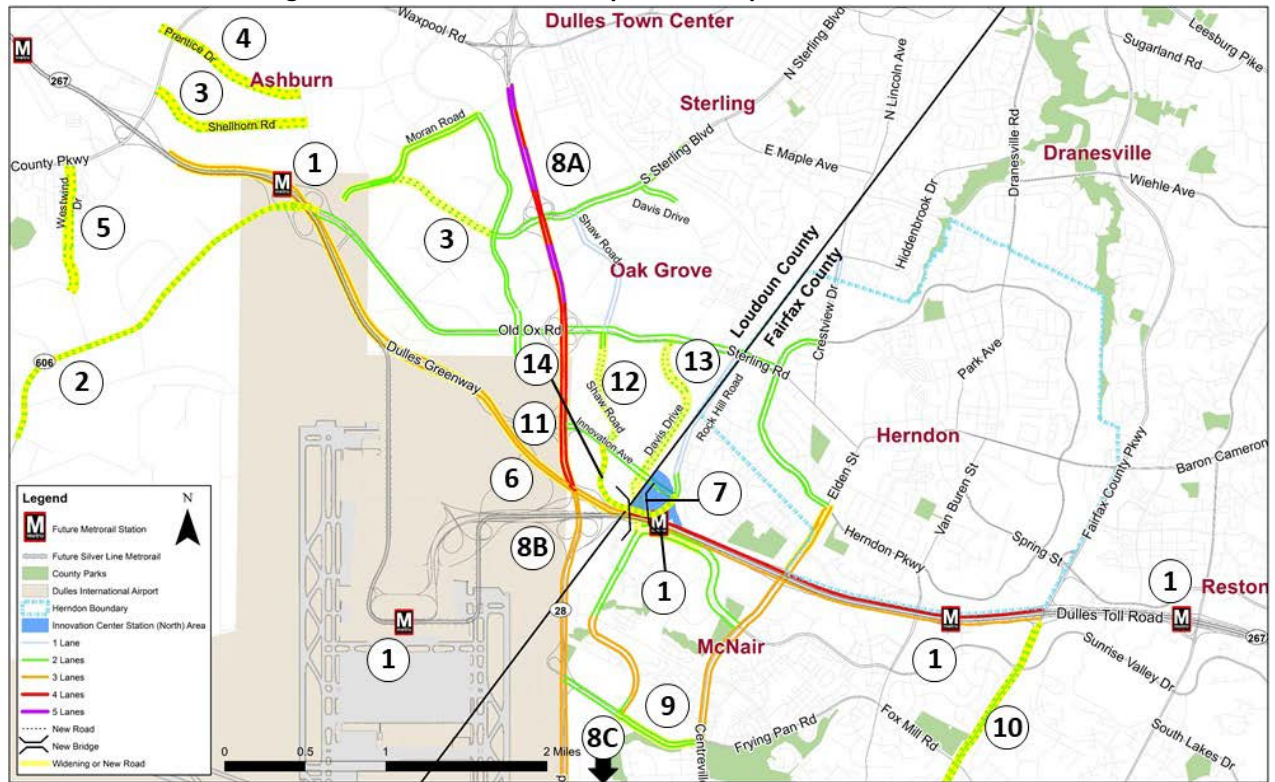 Waxpool Rd
Dulles Town Center
Leesburg Pike
Sugarland Rd
4
Prentice Dr
Ashburn
267
3
Shellhorn Rd
N Sterling Blvd
N Lincoln Ave
Sterling
Moran Road
8A
S Sterling Blvd
E Maple Ave
Dranesville Rd
Dranesville
Wiehle Ave
County Pkwy
1
M
Westwind Dr
5
3
Davis Drive
Shaw Road
Oak Grove
Hiddenbrook Dr
Loudoun County
Fairfax County
Crestview Dr
Old Ox Rd
Sterling Rd
606
2
Dulles Greenway
14
12
13
Park Ave
Shaw Road
Davis Drive
Rock Hill Road
11
Innovation Ave
Herndon
Elden St
Baron Cameron
Fairfax County Pkwy
6
7
Van Buren St
8B
Herndon Pkwy
Spring St
M
1
1
Reston
28
Dulles Toll Road
M
M
267
M
1
McNair
1
Sunrise Valley Dr
9
10
Fox Mill Rd
Frying Pan Rd
Centreville
8C
South Lakes Dr
Legend
N
M Future Metrorail Station
Future Silver Line Metrorail
County Parks
Dulles International Airport
Herndon Boundary
Innovation Center Station (North) Area
1 Lane
2 Lanes
3 Lanes
4 Lanes
5 Lanes
New Road
New Bridge
Widening or New Road
0 0.5 1 2 Miles